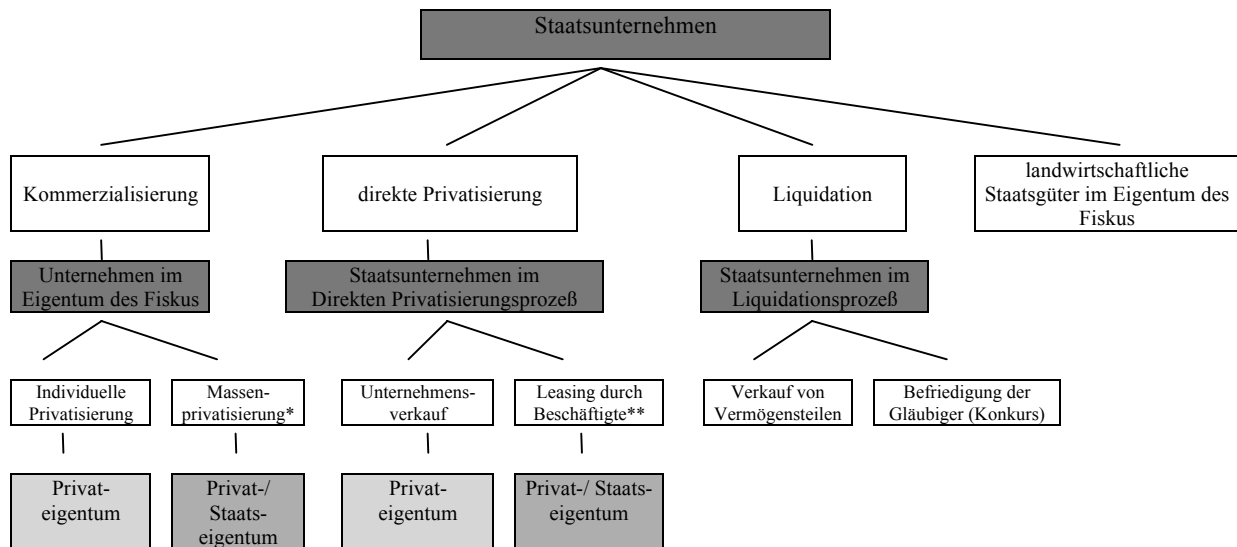 Staatsunternehmen
Kommerzialisierung
direkte Privatisierung
Liquidation
landwirtschaftliche
Staatsgüter im Eigentum des
Fiskus
Unternehmen im
Eigentum des Fiskus
Staatsunternehmen im
Direkten Privatisierungsprozeß
Staatsunternehmen im
Liquidationsprozeß
Individuelle
Privatisierung
Massen-
privatisierung*
Unternehmens-
verkauf
Leasing durch
Beschäftigte**
Verkauf von
Vermögensteilen
Befriedigung der
Gläubiger (Konkurs)
Privat-
eigentum
Privat-/
Staats-
eigentum
Privat-
eigentum
Privat-/ Staats-
eigentum